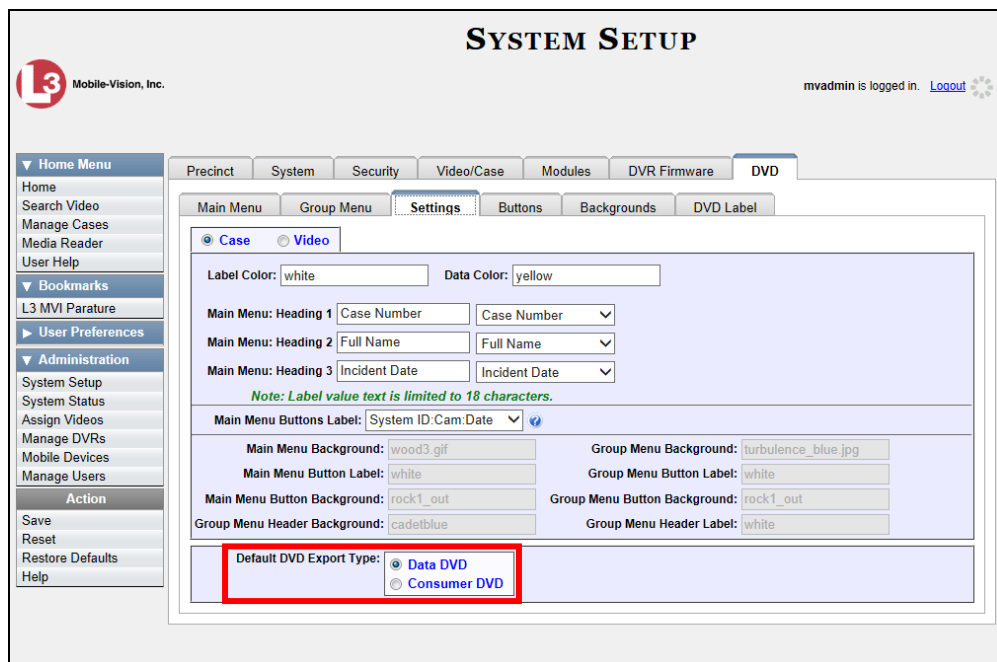 SYSTEM SETUP
L3 Mobile-Vision, Inc.
mvadmin is logged in. Logout
Home Menu
Home
Search Video
Manage Cases
Media Reader
User Help
Bookmarks
L3 MVI Parature
User Preferences
Administration
System Setup
System Status
Assign Videos
Manage DVRs
Mobile Devices
Manage Users
Action
Save
Reset
Restore Defaults
Help
Precinct System Security Video/Case Modules DVR Firmware DVD
Main Menu Group Menu Settings Buttons Backgrounds DVD Label
Case Video
Label Color: white Data Color: yellow
Main Menu: Heading 1 Case Number Case Number
Main Menu: Heading 2 Full Name Full Name
Main Menu: Heading 3 Incident Date Incident Date
Note: Label value text is limited to 18 characters.
Main Menu Buttons Label: System ID:Cam:Date ?
Main Menu Background: wood3.gif Group Menu Background: turbulence_blue.jpg
Main Menu Button Label: white Group Menu Button Label: white
Main Menu Button Background: rock1_out Group Menu Button Background: rock1_out
Group Menu Header Background: cadetblue Group Menu Header Label: white
Default DVD Export Type: Data DVD
Consumer DVD